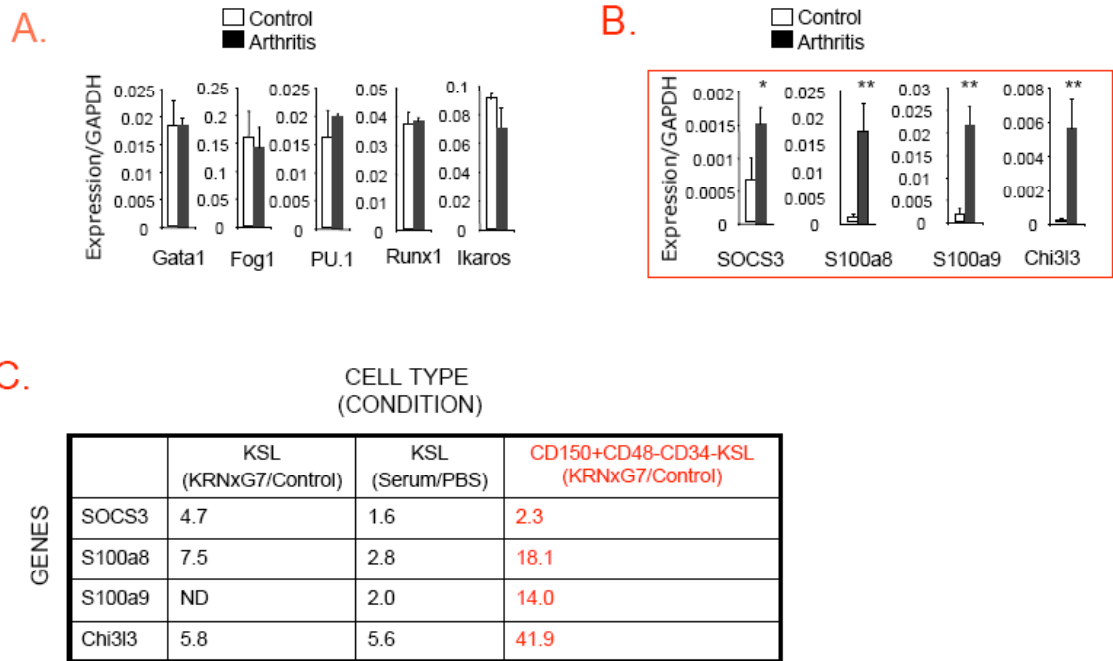 A.
Control
Arthritis
Expression/GAPDH
0.025
0.02
0.015
0.01
0.005
0
Gata1
0.25
0.2
0.15
0.1
0.05
0
Fog1
0.025
0.02
0.015
0.01
0.005
0
PU.1
0.05
0.04
0.03
0.02
0.01
0
Runx1
0.1
0.08
0.06
0.04
0.02
0
Ikaros
B.
Control
Arthritis
Expression/GAPDH
0.002
0.0015
0.001
0.0005
0
*
SOCS3
0.025
0.02
0.015
0.01
0.005
0
**
S100a8
0.03
0.025
0.02
0.015
0.01
0.005
0
**
S100a9
0.008
0.006
0.004
0.002
0
**
Chi3l3
C.
CELL TYPE
(CONDITION)
GENES
KSL
(KRNxG7/Control)
KSL
(Serum/PBS)
CD150+CD48-CD34-KSL
(KRNxG7/Control)
SOCS3 4.7 1.6 2.3
S100a8 7.5 2.8 18.1
S100a9 ND 2.0 14.0
Chi3l3 5.8 5.6 41.9